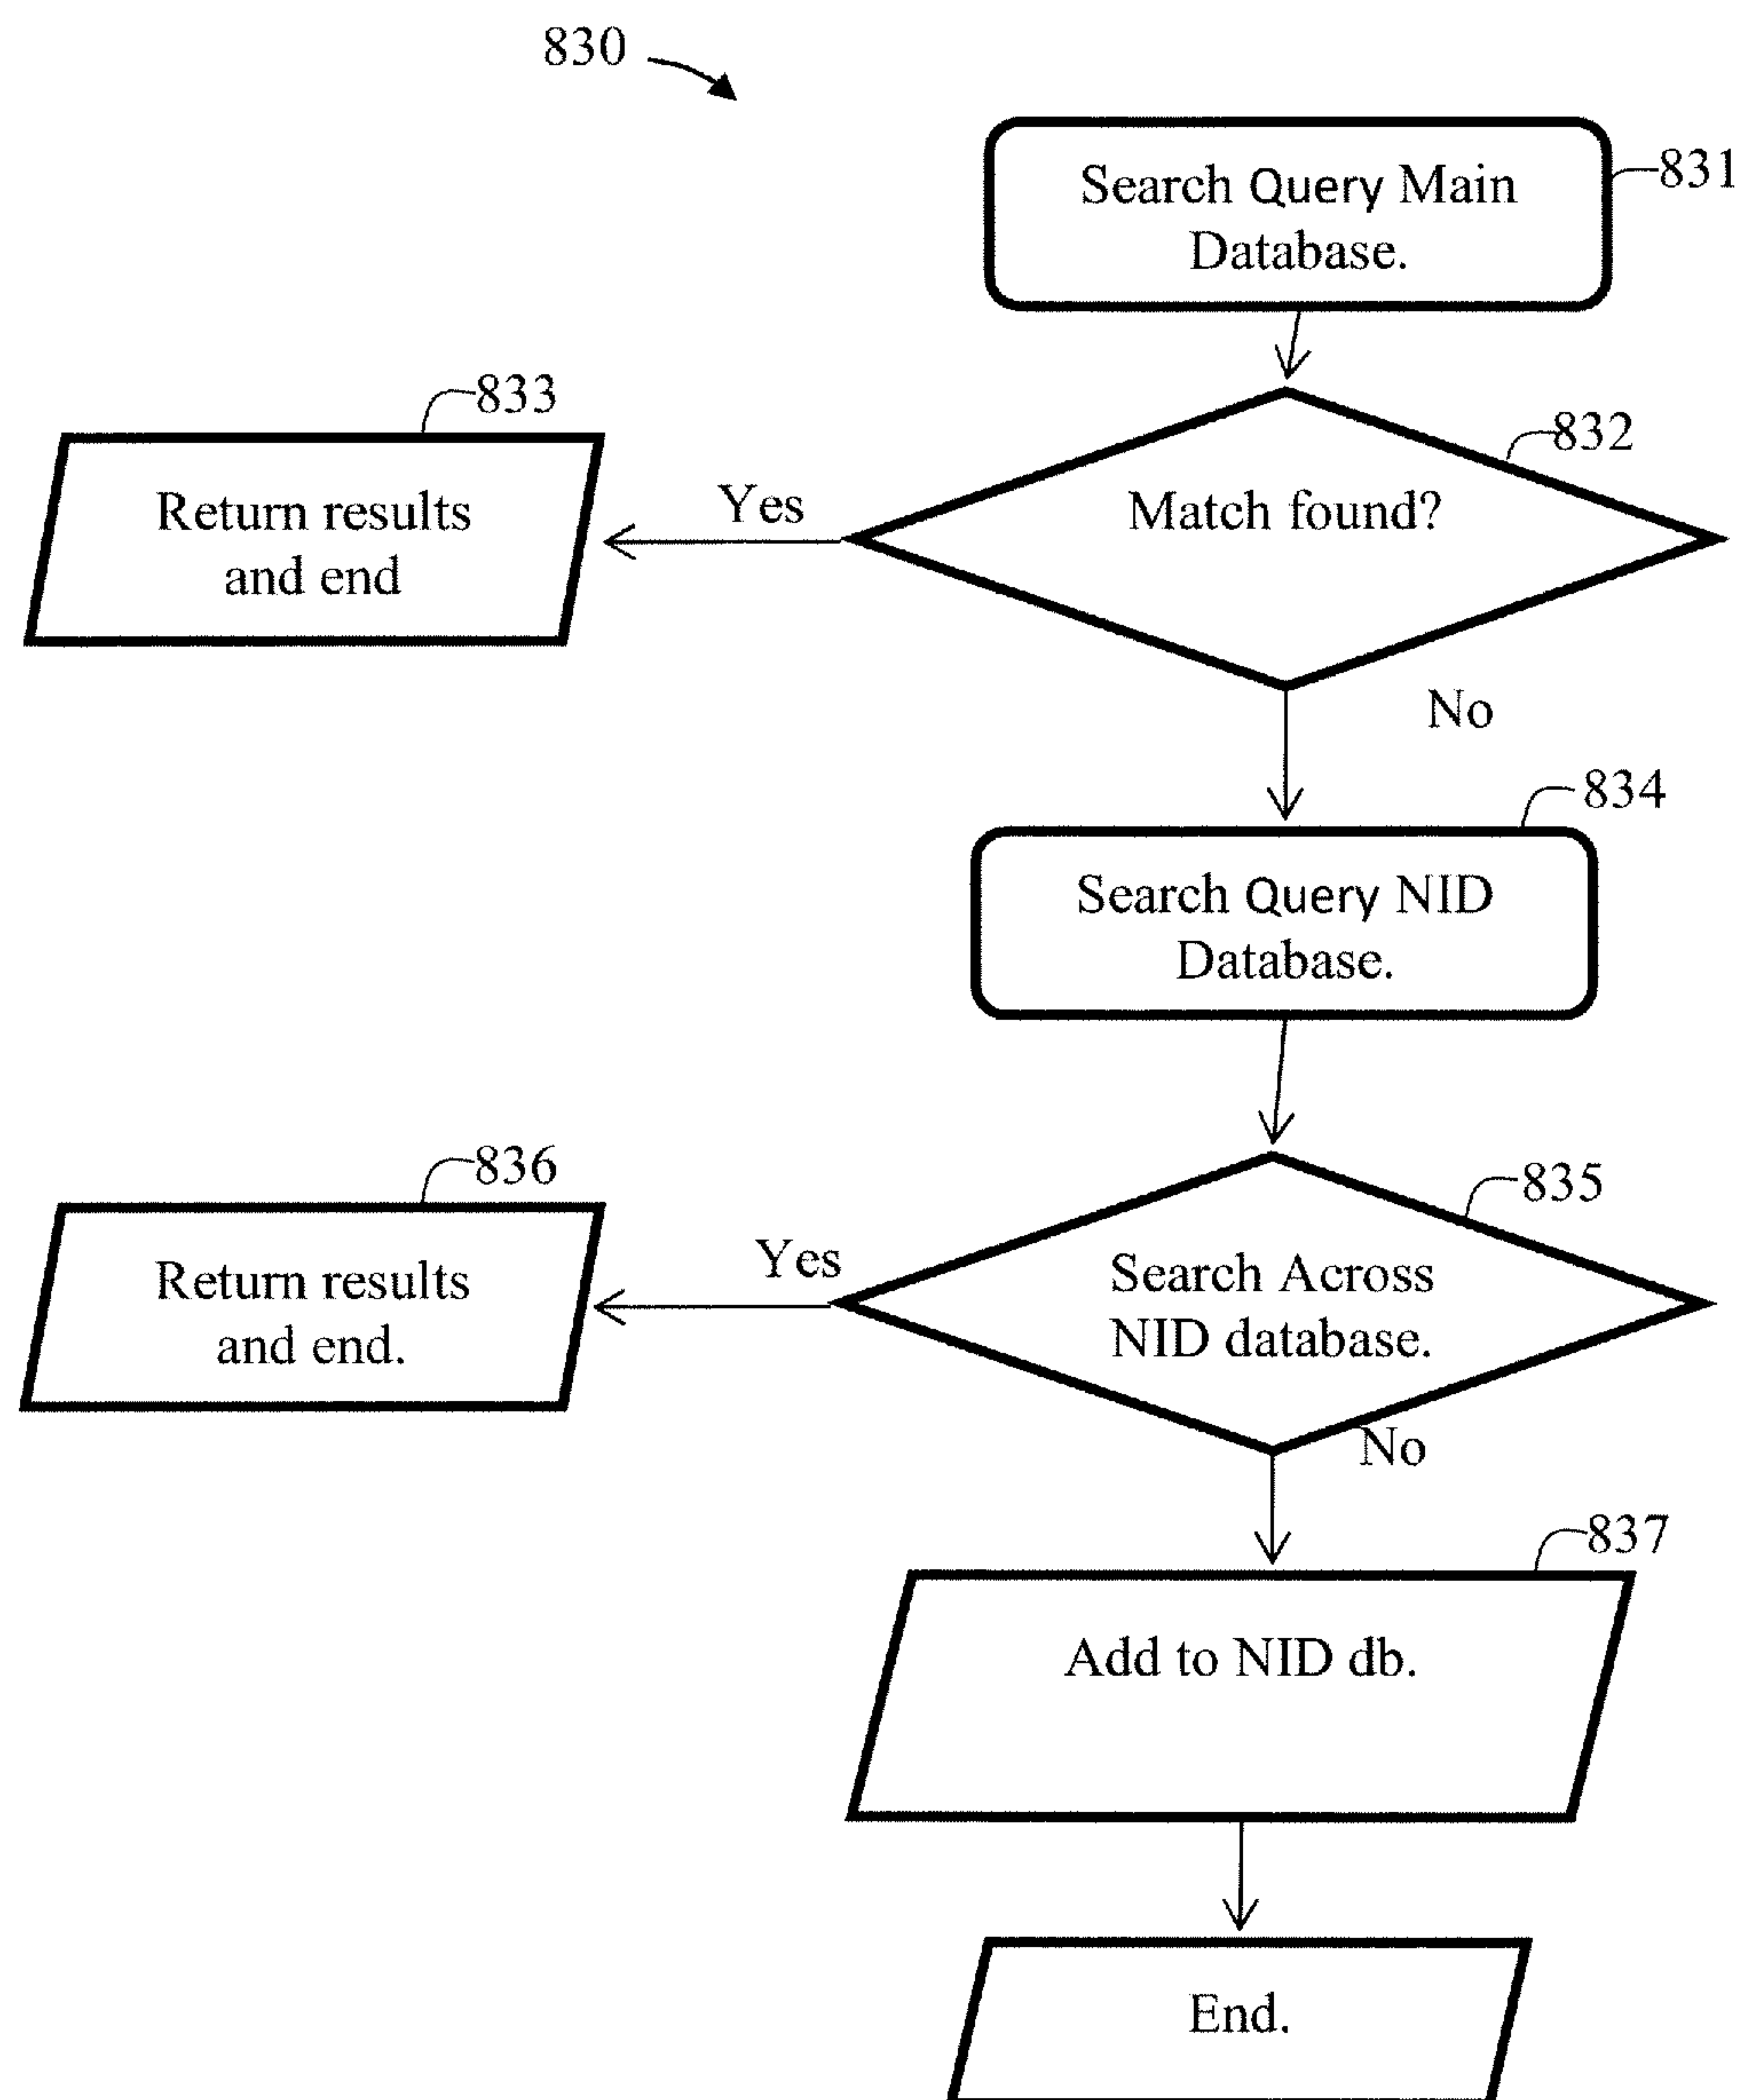 830
Search Query Main
Database.
831
833
Return results
and end
Yes
Match found?
832
No
834
Search Query NID
Database.
836
Return results
and end.
Yes
Search Across
NID database.
835
No
837
Add to NID db.
End.